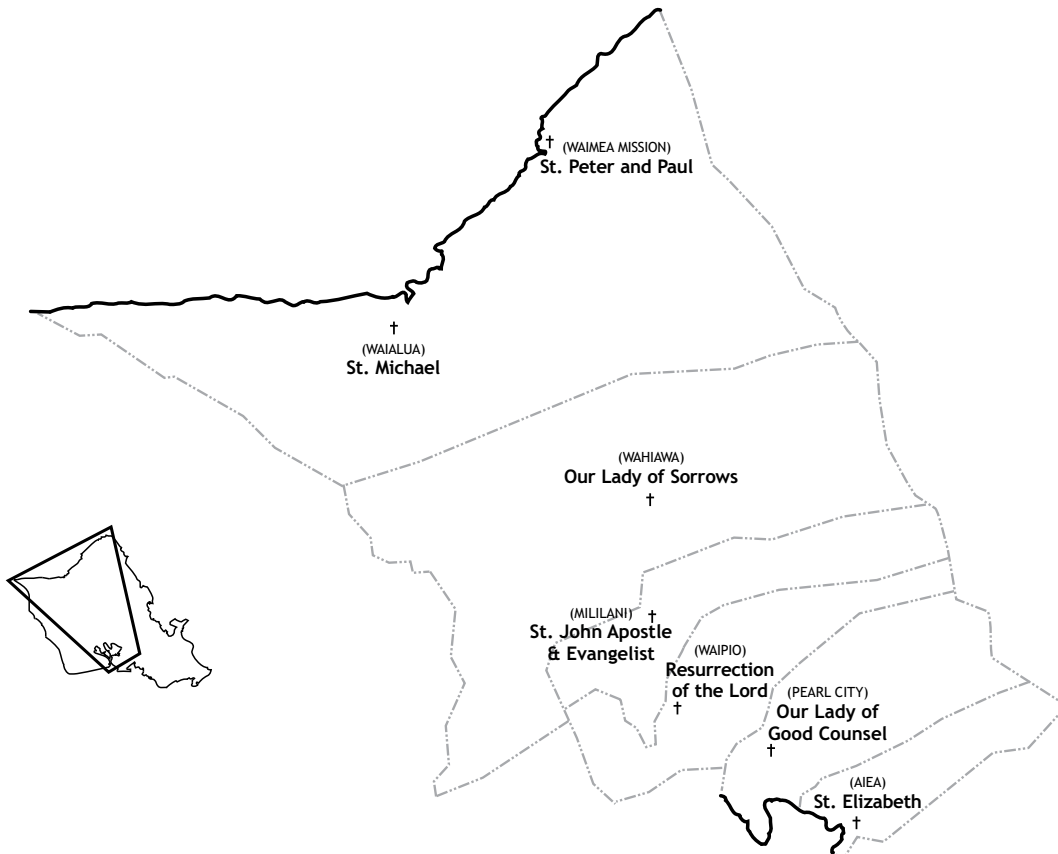 (WAIMEA MISSION)
St. Peter and Paul
(WAIALUA)
St. Michael
(WAHIAWA)
Our Lady of Sorrows
(MILILANI)
St. John Apostle
& Evangelist
(WAIPIO)
Resurrection
of the Lord
(PEARL CITY)
Our Lady of
Good Counsel
(AIEA)
St. Elizabeth